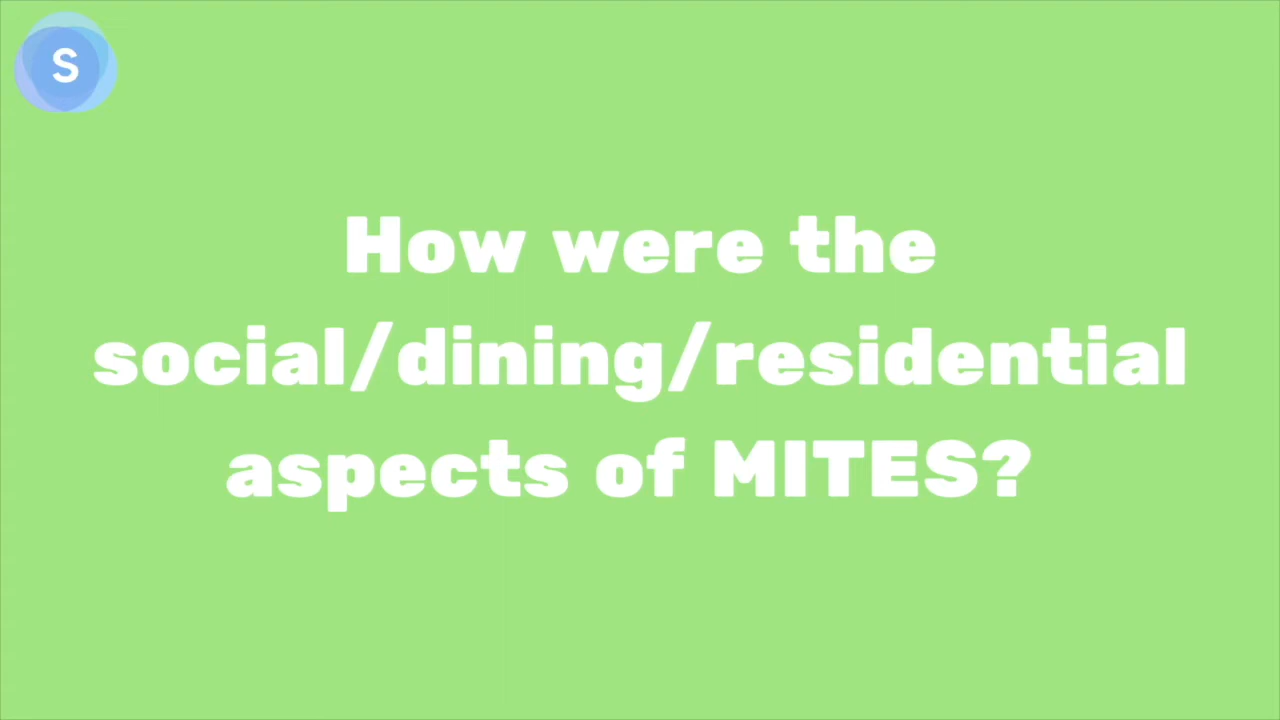 S
How were the
social/dining/residential
aspects of MITES?